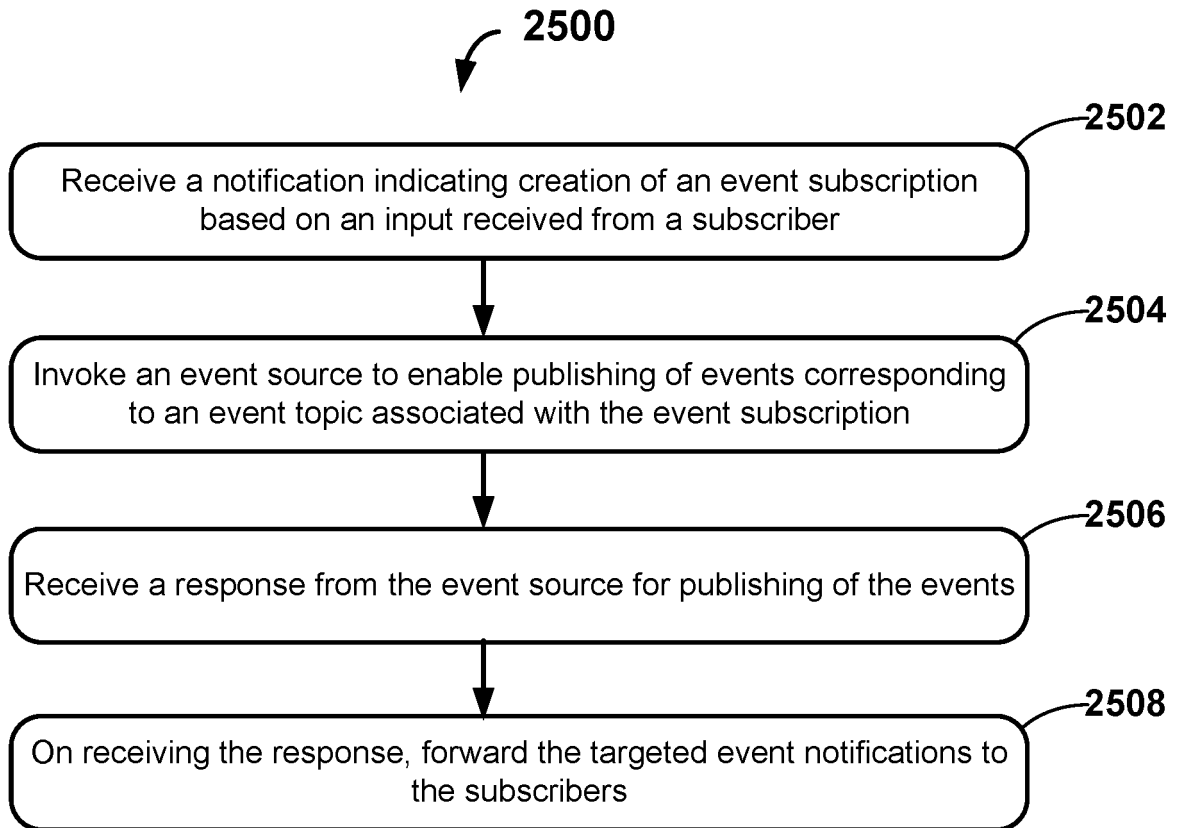 2500
2502
Receive a notification indicating creation of an event subscription
based on an input received from a subscriber
2504
Invoke an event source to enable publishing of events corresponding
to an event topic associated with the event subscription
2506
Receive a response from the event source for publishing of the events
2508
On receiving the response, forward the targeted event notifications to
the subscribers